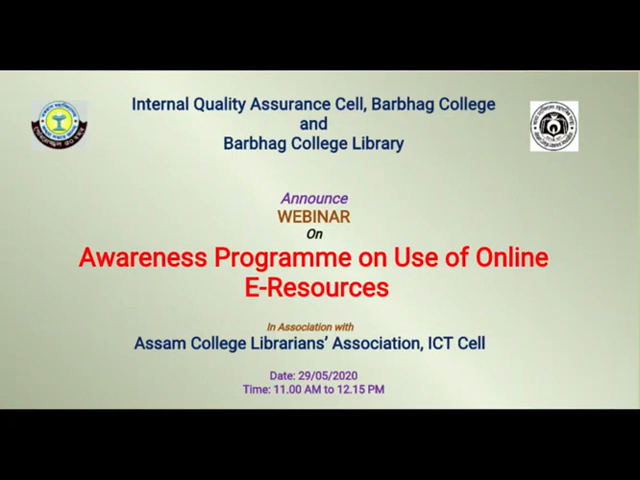 Internal Quality Assurance Cell, Barbhag College
and
Barbhag College Library
Announce
WEBINAR
On
Awareness Programme on Use of Online
E-Resources
In Association with
Assam College Librarians' Association, ICT Cell
Date: 29/05/2020
Time: 11.00 AM to 12.15 PM